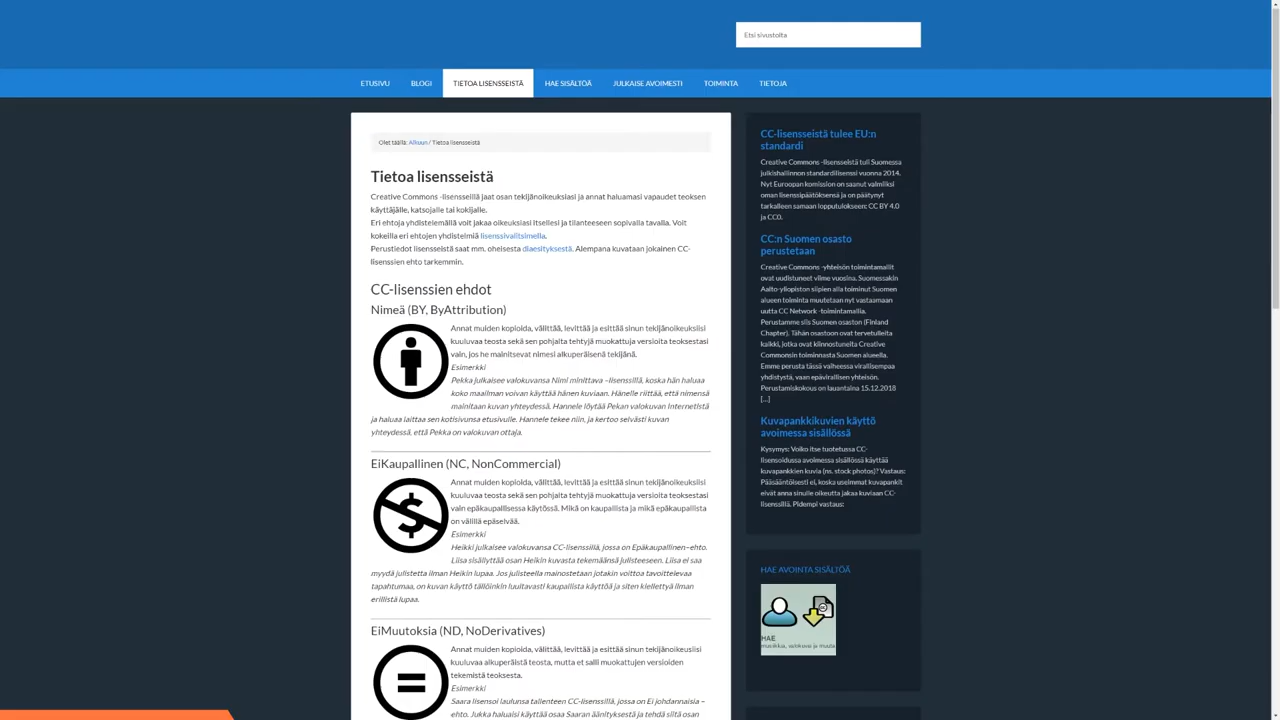 Etsi sivustolta
ETUSIVU
BLOGI
TIETOA LISENSSEISTÄ
HAE SISÄLTÖÄ
JULKAISE AVOIMESTI
TOIMINTA
TIETOJA
Olet täällä: Alkuun / Tietoa lisensseistä
Tietoa lisensseistä
Creative Commons -lisensseillä jaat osan tekijänoikeuksiasi ja annat haluamasi vapaudet teoksen
käyttäjälle, katsojalle tai kokijalle.
Eri ehtoja yhdistelemällä voit jakaa oikeuksiasi itsellesi ja tilanteeseen sopivalla tavalla. Voit
kokeilla eri ehtojen yhdistelmiä lisenssivalitsimella.
Perustiedot lisensseistä saat mm. oheisesta diaesityksestä. Alempana kuvataan jokainen CC-
lisenssien ehto tarkemmin.
CC-lisenssien ehdot
Nimeä (BY, ByAttribution)
Annat muiden kopioida, välittää, levittää ja esittää sinun tekijänoikeuksiisi
kuuluvaa teosta sekä sen pohjalta tehtyjä muokattuja versioita teoksestasi
vain, jos he mainitsevat nimesi alkuperäisenä tekijänä.
Esimerkki
Pekka julkaisee valokuvansa Nimi mainittava –lisenssillä, koska hän haluaa
koko maailman voivan käyttää hänen kuviaan. Hänelle riittää, että nimensä
mainitaan kuvan yhteydessä. Hannele löytää Pekan valokuvan Internetistä
ja haluaa laittaa sen kotisivunsa etusivulle. Hannele tekee niin, ja kertoo selvästi kuvan
yhteydessä, että Pekka on valokuvan ottaja.
EiKaupallinen (NC, NonCommercial)
Annat muiden kopioida, välittää, levittää ja esittää sinun tekijänoikeuksiisi
kuuluvaa teosta sekä sen pohjalta tehtyjä muokattuja versioita teoksestasi
vain epäkaupallisessa käytössä. Mikä on kaupallista ja mikä epäkaupallista
on välillä epäselvää.
Esimerkki
Heikki julkaisee valokuvansa CC-lisenssillä, jossa on Epäkaupallinen–ehto.
Liisa sisällyttää osan Heikin kuvasta tekemäänsä julisteeseen. Liisa ei saa
myydä julistetta ilman Heikin lupaa. Jos julisteella mainostetaan jotakin voittoa tavoittelevaa
tapahtumaa, on kuvan käyttö tällöinkin luultavasti kaupallista käyttöä ja siten kiellettyä ilman
erillistä lupaa.
EiMuutoksia (ND, NoDerivatives)
Annat muiden kopioida, välittää, levittää ja esittää sinun tekijänoikeuksiisi
kuuluvaa alkuperäistä teosta, mutta et salli muokattujen versioiden
tekemistä teoksesta.
Esimerkki
Saara lisensoi laulunsa tallenteen CC-lisenssillä, jossa on Ei johdannaisia –
ehto. Jukka haluaisi käyttää osaa Saaran äänityksestä ja tehdä siitä osan
CC-lisensseistä tulee EU:n
standardi
Creative Commons -lisensseistä tuli Suomessa
julkishallinnon standardilisenssi vuonna 2014.
Nyt Euroopan komission on saanut valmiiksi
oman lisenssipäätöksensä ja on päätynyt
tarkalleen samaan lopputulokseen: CC BY 4.0
ja CC0.
CC:n Suomen osasto
perustetaan
Creative Commons -yhteisön toimintamallit
ovat uudistuneet viime vuosina. Suomessakin
Aalto-yliopiston siipien alla toiminut Suomen
alueen toiminta muutetaan nyt vastaamaan
uutta CC Network -toimintamallia.
Perustamme siis Suomen osaston (Finland
Chapter). Tähän osastoon ovat tervetulleita
kaikki, jotka ovat kiinnostuneita Creative
Commonsin toiminnasta Suomen alueella.
Emme perusta tässä vaiheessa virallisempaa
yhdistystä, vaan epävirallisen yhteisön.
Perustamiskokous on lauantaina 15.12.2018
[...]
Kuvapankkikuvien käyttö
avoimessa sisällössä
Kysymys: Voiko itse tuotetussa CC-
lisensoidussa avoimessa sisällössä käyttää
kuvapankkien kuvia (ns. stock photos)? Vastaus:
Pääsääntöisesti ei, koska useimmat kuvapankit
eivät anna sinulle oikeutta jakaa kuviaan CC-
lisenssillä. Pidempi vastaus:
HAE AVOINTA SISÄLTÖÄ
HAE
musiikkia, valokuvia ja muuta